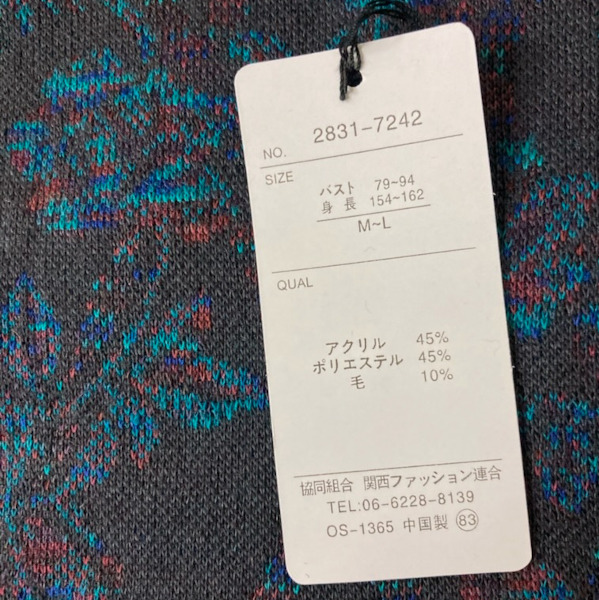 NO. 2831-7242
SIZE
バスト 79~94
身長 154~162
M~L
QUAL
アクリル 45%
ポリエステル 45%
毛 10%
協同組合 関西ファッション連合
TEL:06-6228-8139
OS-1365 中国製 83